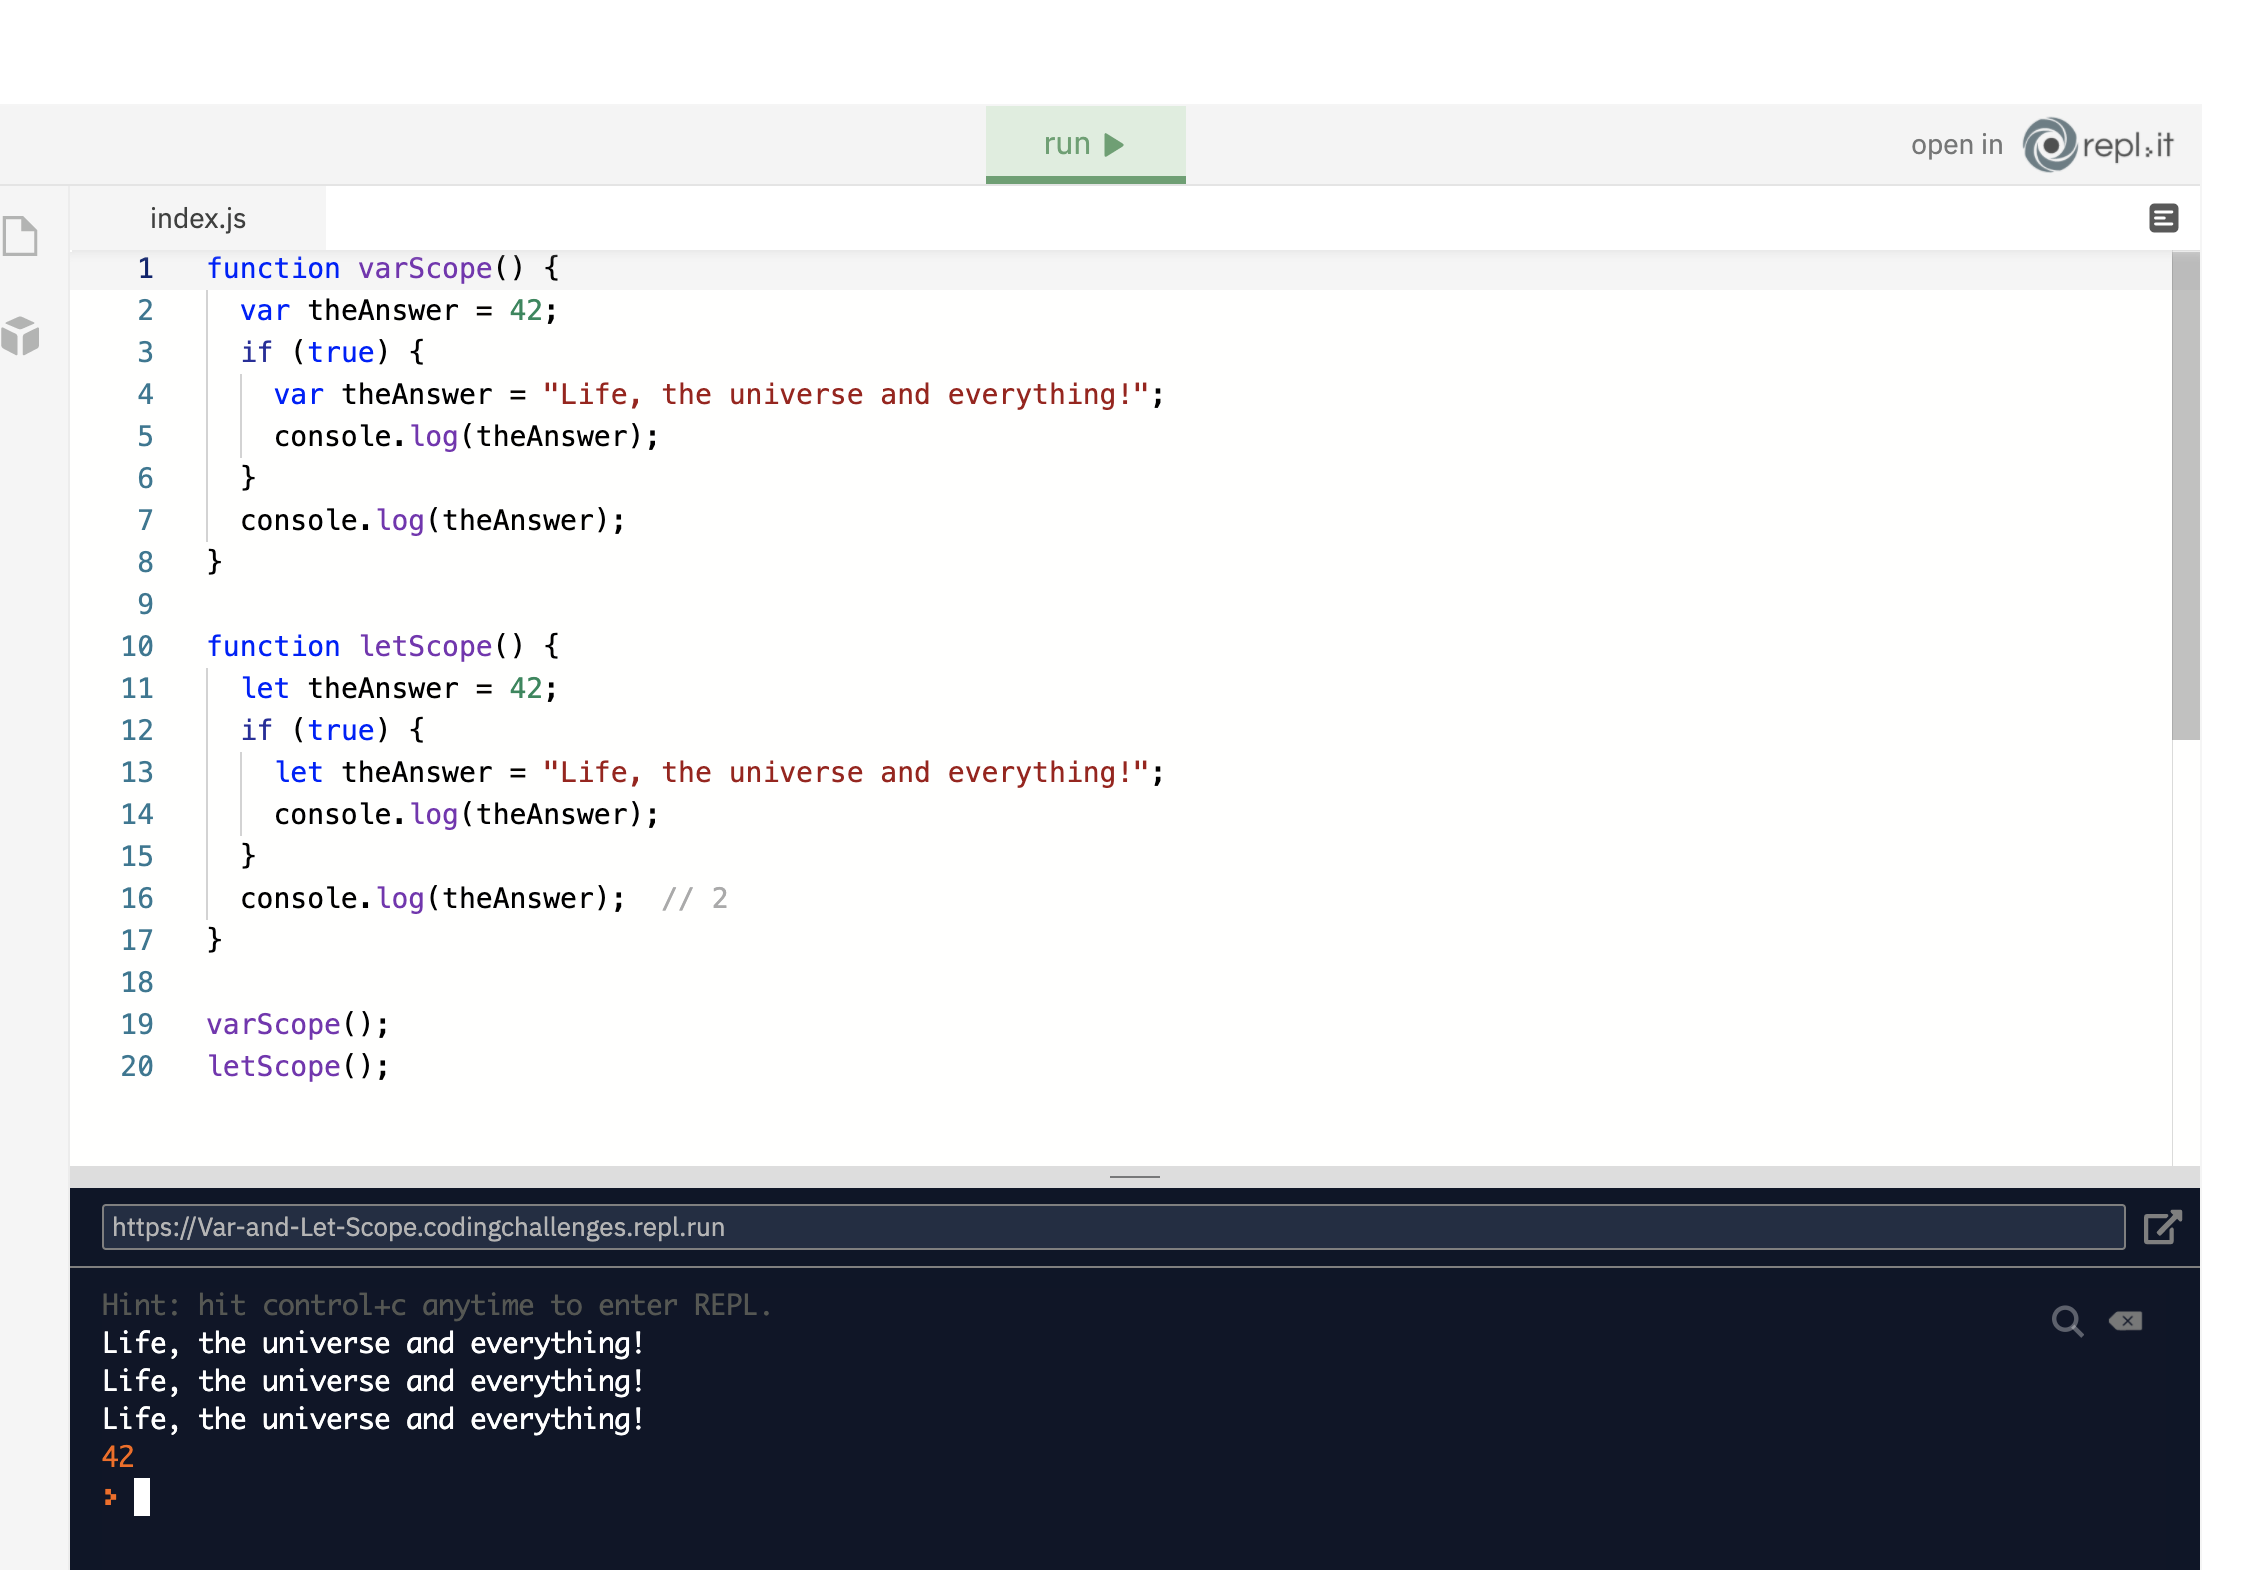 run
open in repl.it
index.js
1 function varScope() {
2   var theAnswer = 42;
3   if (true) {
4     var theAnswer = "Life, the universe and everything!";
5     console.log(theAnswer);
6   }
7   console.log(theAnswer);
8 }
9
10 function letScope() {
11   let theAnswer = 42;
12   if (true) {
13     let theAnswer = "Life, the universe and everything!";
14     console.log(theAnswer);
15   }
16   console.log(theAnswer);  // 2
17 }
18
19 varScope();
20 letScope();
https://Var-and-Let-Scope.codingchallenges.repl.run
Hint: hit control+c anytime to enter REPL.
Life, the universe and everything!
Life, the universe and everything!
Life, the universe and everything!
42
>